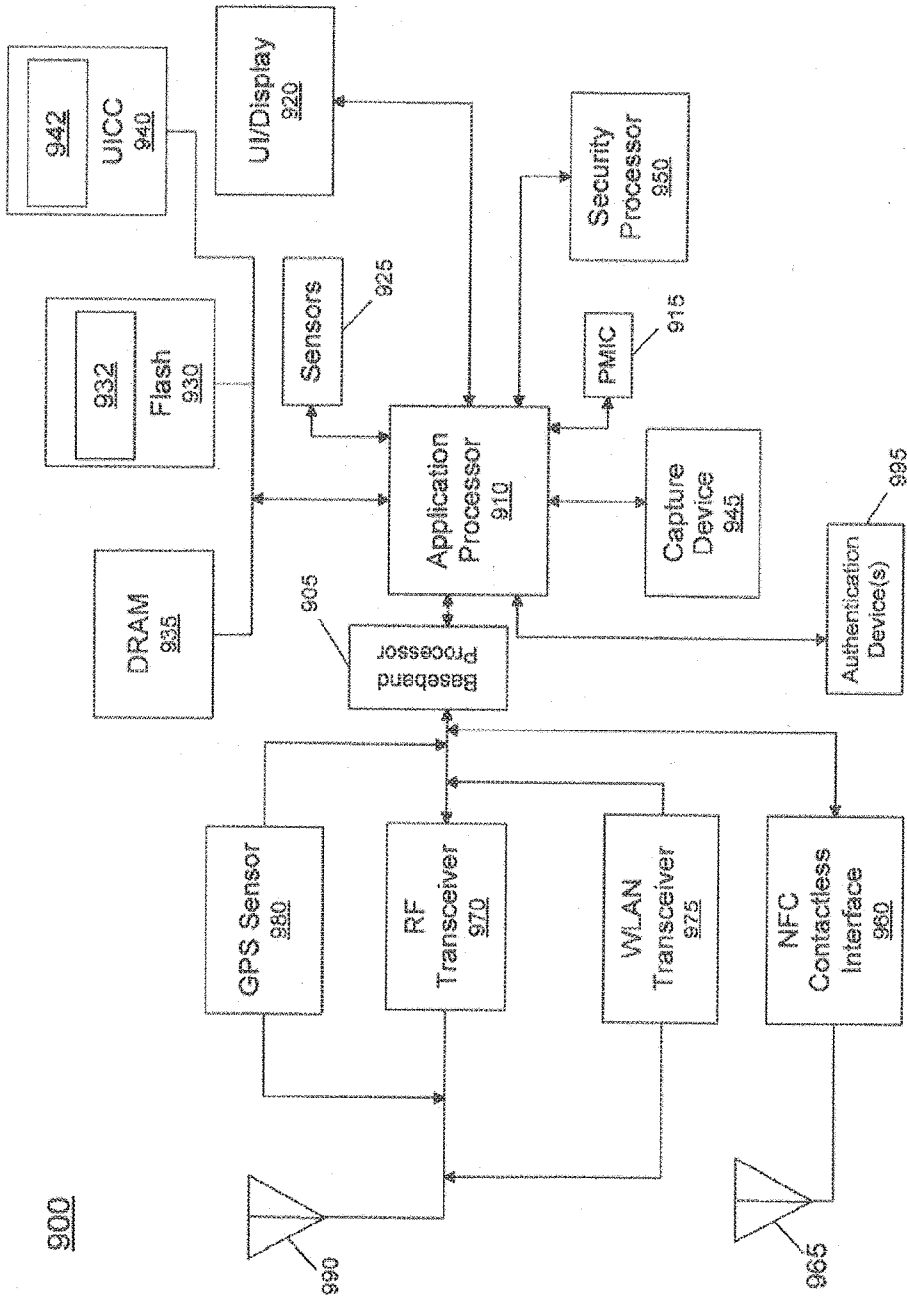 900
990
965
GPS Sensor
980
RF
Transceiver
970
WLAN
Transceiver
975
NFC
Contactless
Interface
960
905
Baseband
Processor
DRAM
935
932
Flash
930
942
UICC
940
Application
Processor
910
Sensors
925
UI/Display
920
Security
Processor
950
PMIC
915
Capture
Device
945
Authentication
Device(s)
995